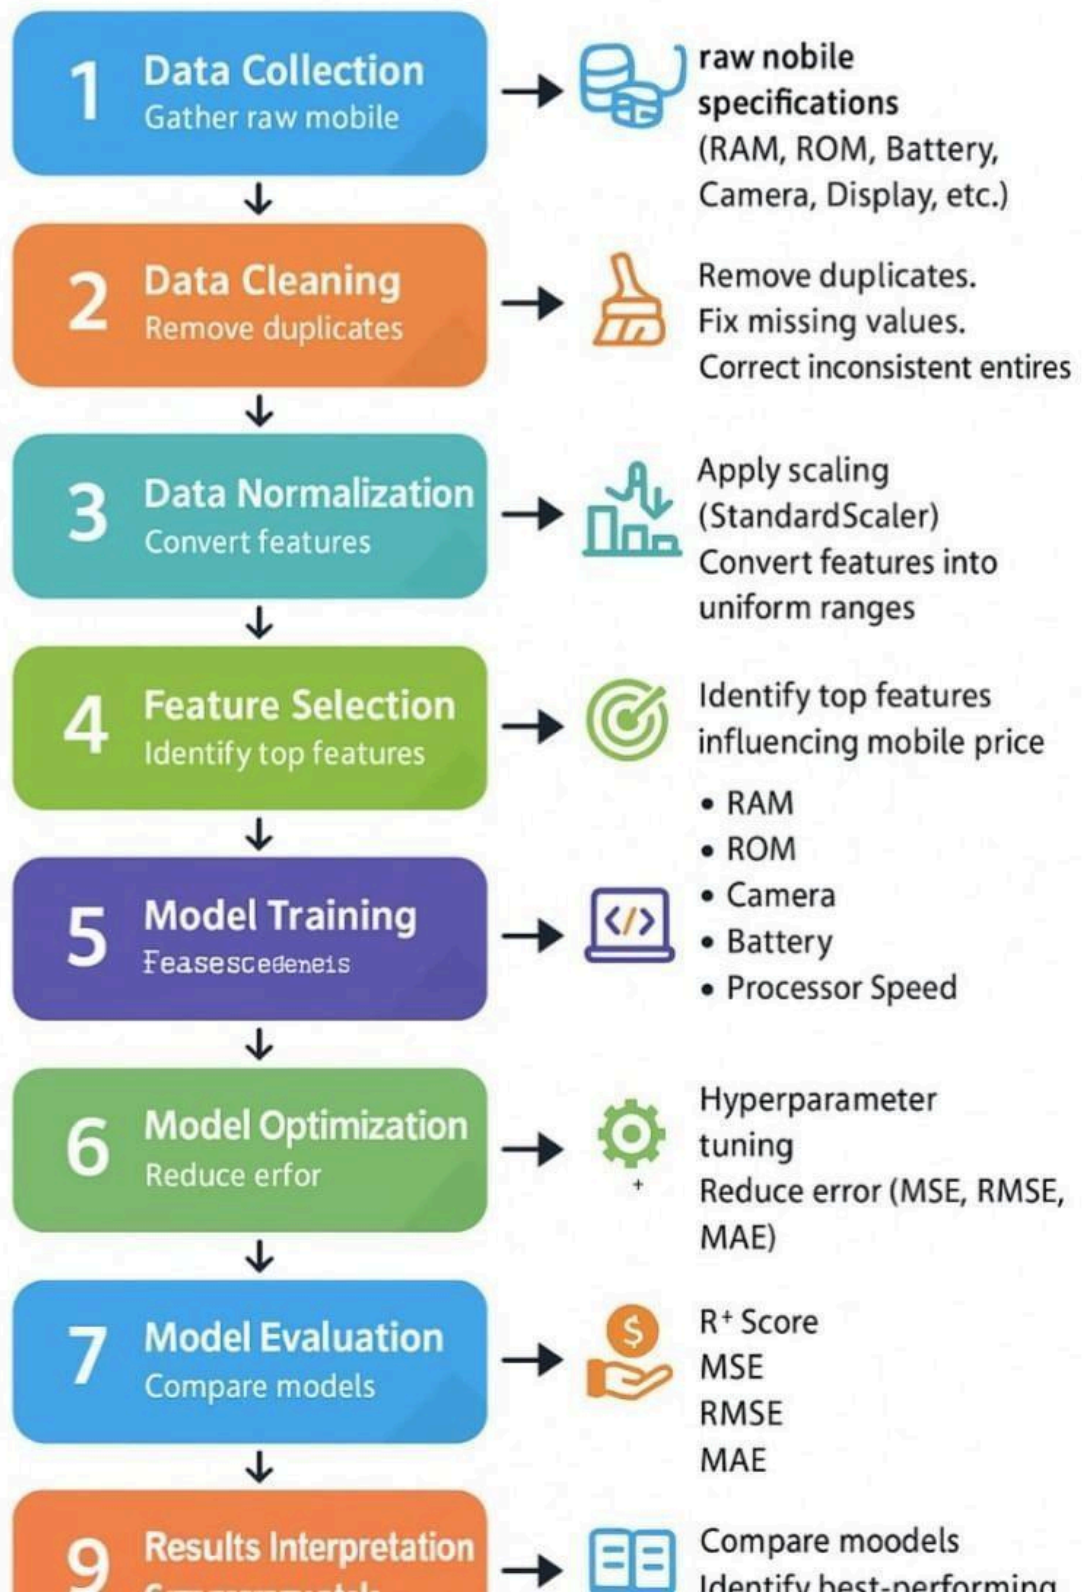 1
Data Collection
Gather raw mobile
raw nobile
specifications
(RAM, ROM, Battery,
Camera, Display, etc.)
2
Data Cleaning
Remove duplicates
Remove duplicates.
Fix missing values.
Correct inconsistent entires
3
Data Normalization
Convert features
Apply scaling
(StandardScaler)
Convert features into
uniform ranges
4
Feature Selection
Identify top features
Identify top features
influencing mobile price
• RAM
• ROM
• Camera
• Battery
• Processor Speed
5
Model Training
</>
6
Model Optimization
Reduce erfor
Hyperparameter
tuning
Reduce error (MSE, RMSE,
MAE)
7
Model Evaluation
Compare models
$
R⁺ Score
MSE
RMSE
MAE
9
Results Interpretation
Compare moodels
Identify best-performing